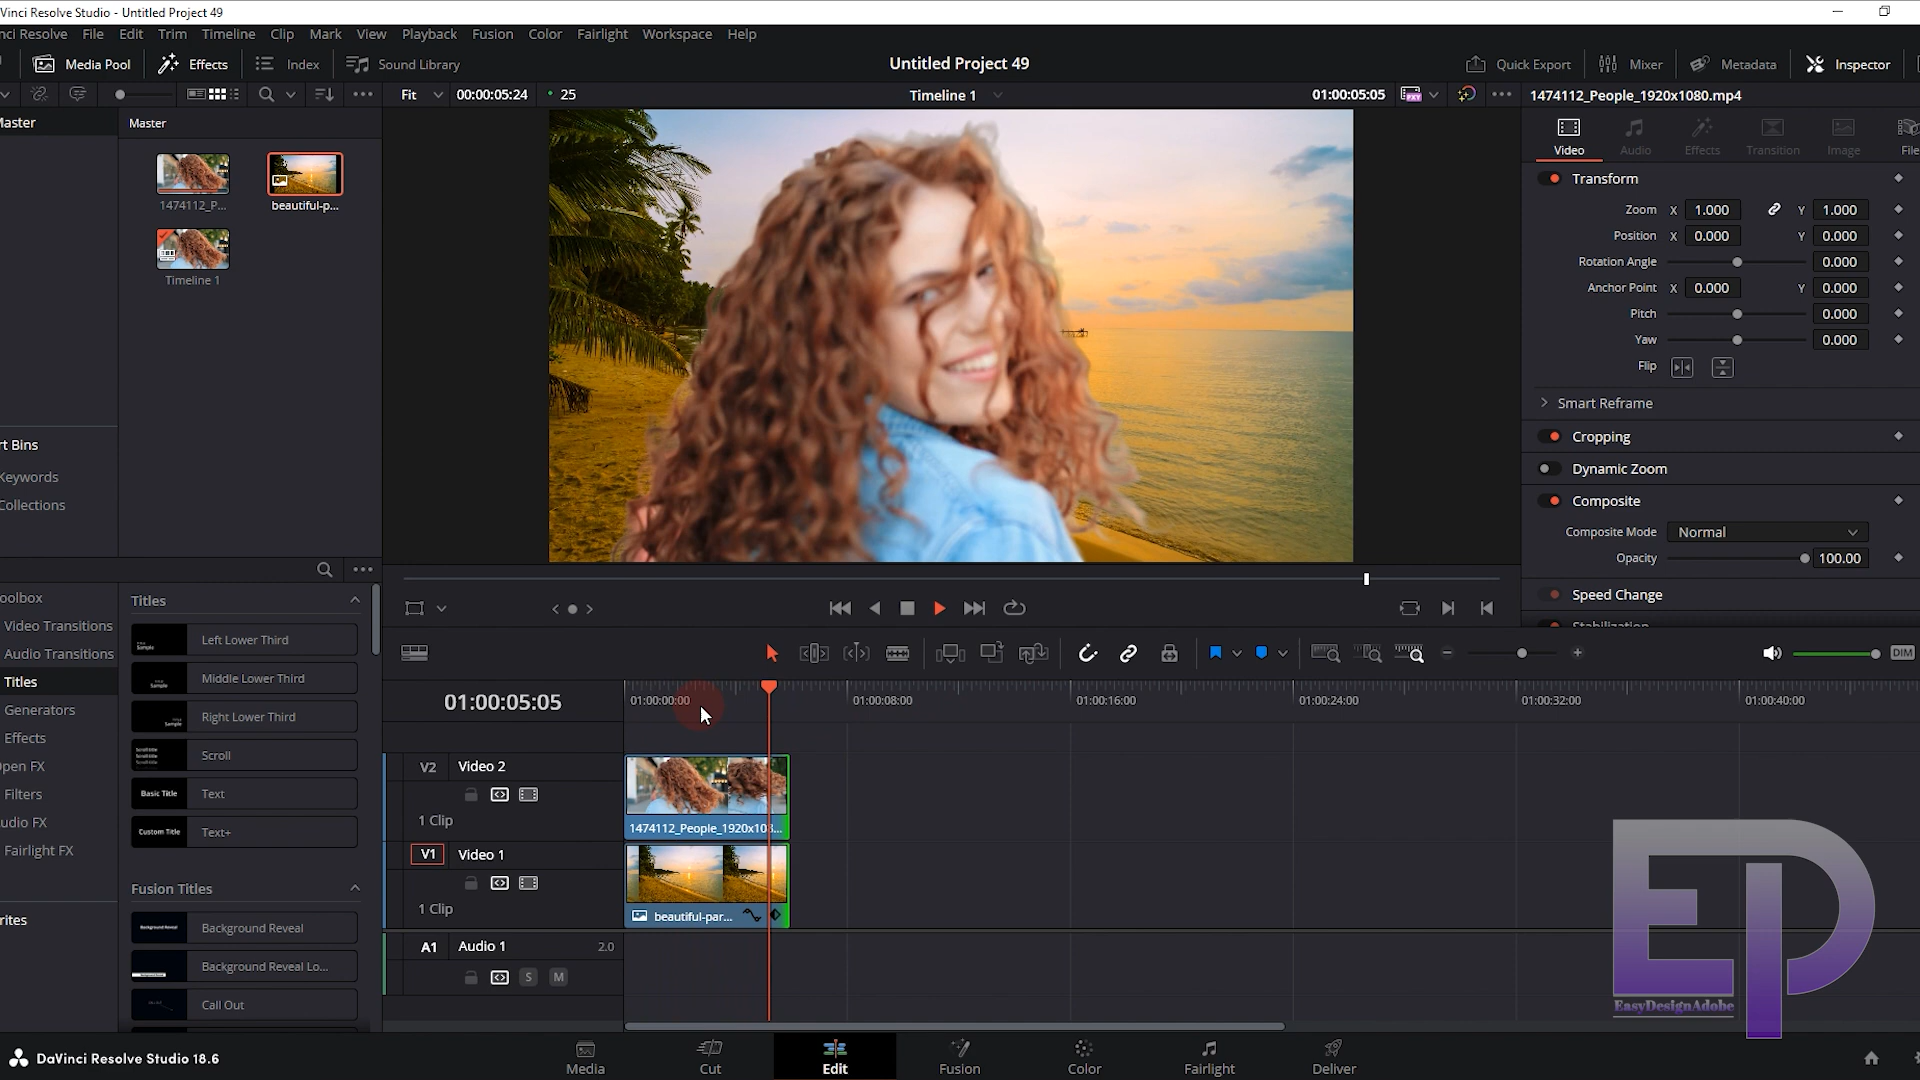 Vinci Resolve Studio - Untitled Project 49
nci Resolve File Edit Trim Timeline Clip Mark View Playback Fusion Color Fairlight Workspace Help
Media Pool Effects Index Sound Library Untitled Project 49 Quick Export Mixer Metadata Inspector
Fit 00:00:05:24 25 Timeline 1 01:00:05:05 1474112_People_1920x1080.mp4
Master Master
Video Audio Effects Transition Image File
1474112_P... beautiful-p...
Timeline 1
Transform
Zoom X 1.000 Y 1.000
Position X 0.000 Y 0.000
Rotation Angle 0.000
Anchor Point X 0.000 Y 0.000
Pitch 0.000
Yaw 0.000
Flip
Smart Reframe
Cropping
Dynamic Zoom
Composite
Composite Mode Normal
Opacity 100.00
Speed Change
Stabilization
rt Bins
Keywords
Collections
oolbox
Video Transitions
Audio Transitions
Titles
Generators
Effects
Open FX
Filters
udio FX
Fairlight FX
rites
Titles
Left Lower Third
Middle Lower Third
Right Lower Third
Scroll
Basic Title Text
Custom Title Text+
Fusion Titles
Background Reveal Background Reveal
Background Reveal Lo...
Call Out
DIM
01:00:05:05 01:00:00:00 01:00:08:00 01:00:16:00 01:00:24:00 01:00:32:00 01:00:40:00
V2 Video 2
1 Clip
1474112_People_1920x108...
V1 Video 1
1 Clip
beautiful-par...
A1 Audio 1 2.0
S M
EP
EasyDesignAdobe
DaVinci Resolve Studio 18.6
Media Cut Edit Fusion Color Fairlight Deliver